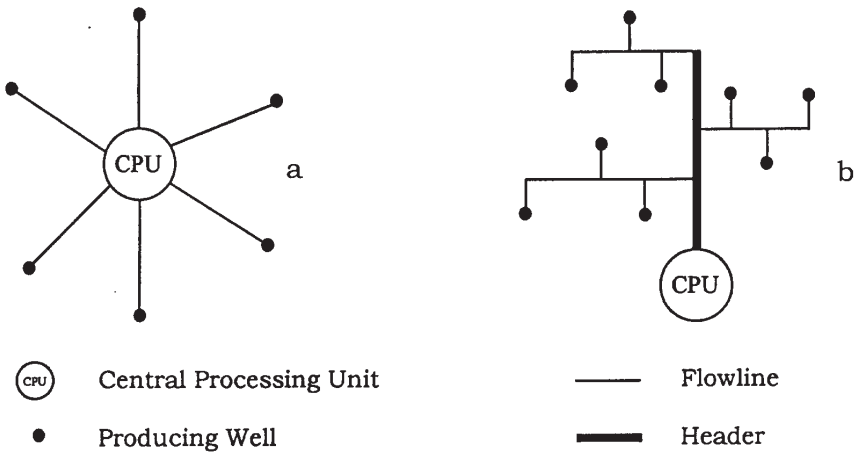 CPU
a
b
CPU
CPU Central Processing Unit
Flowline
Producing Well
Header